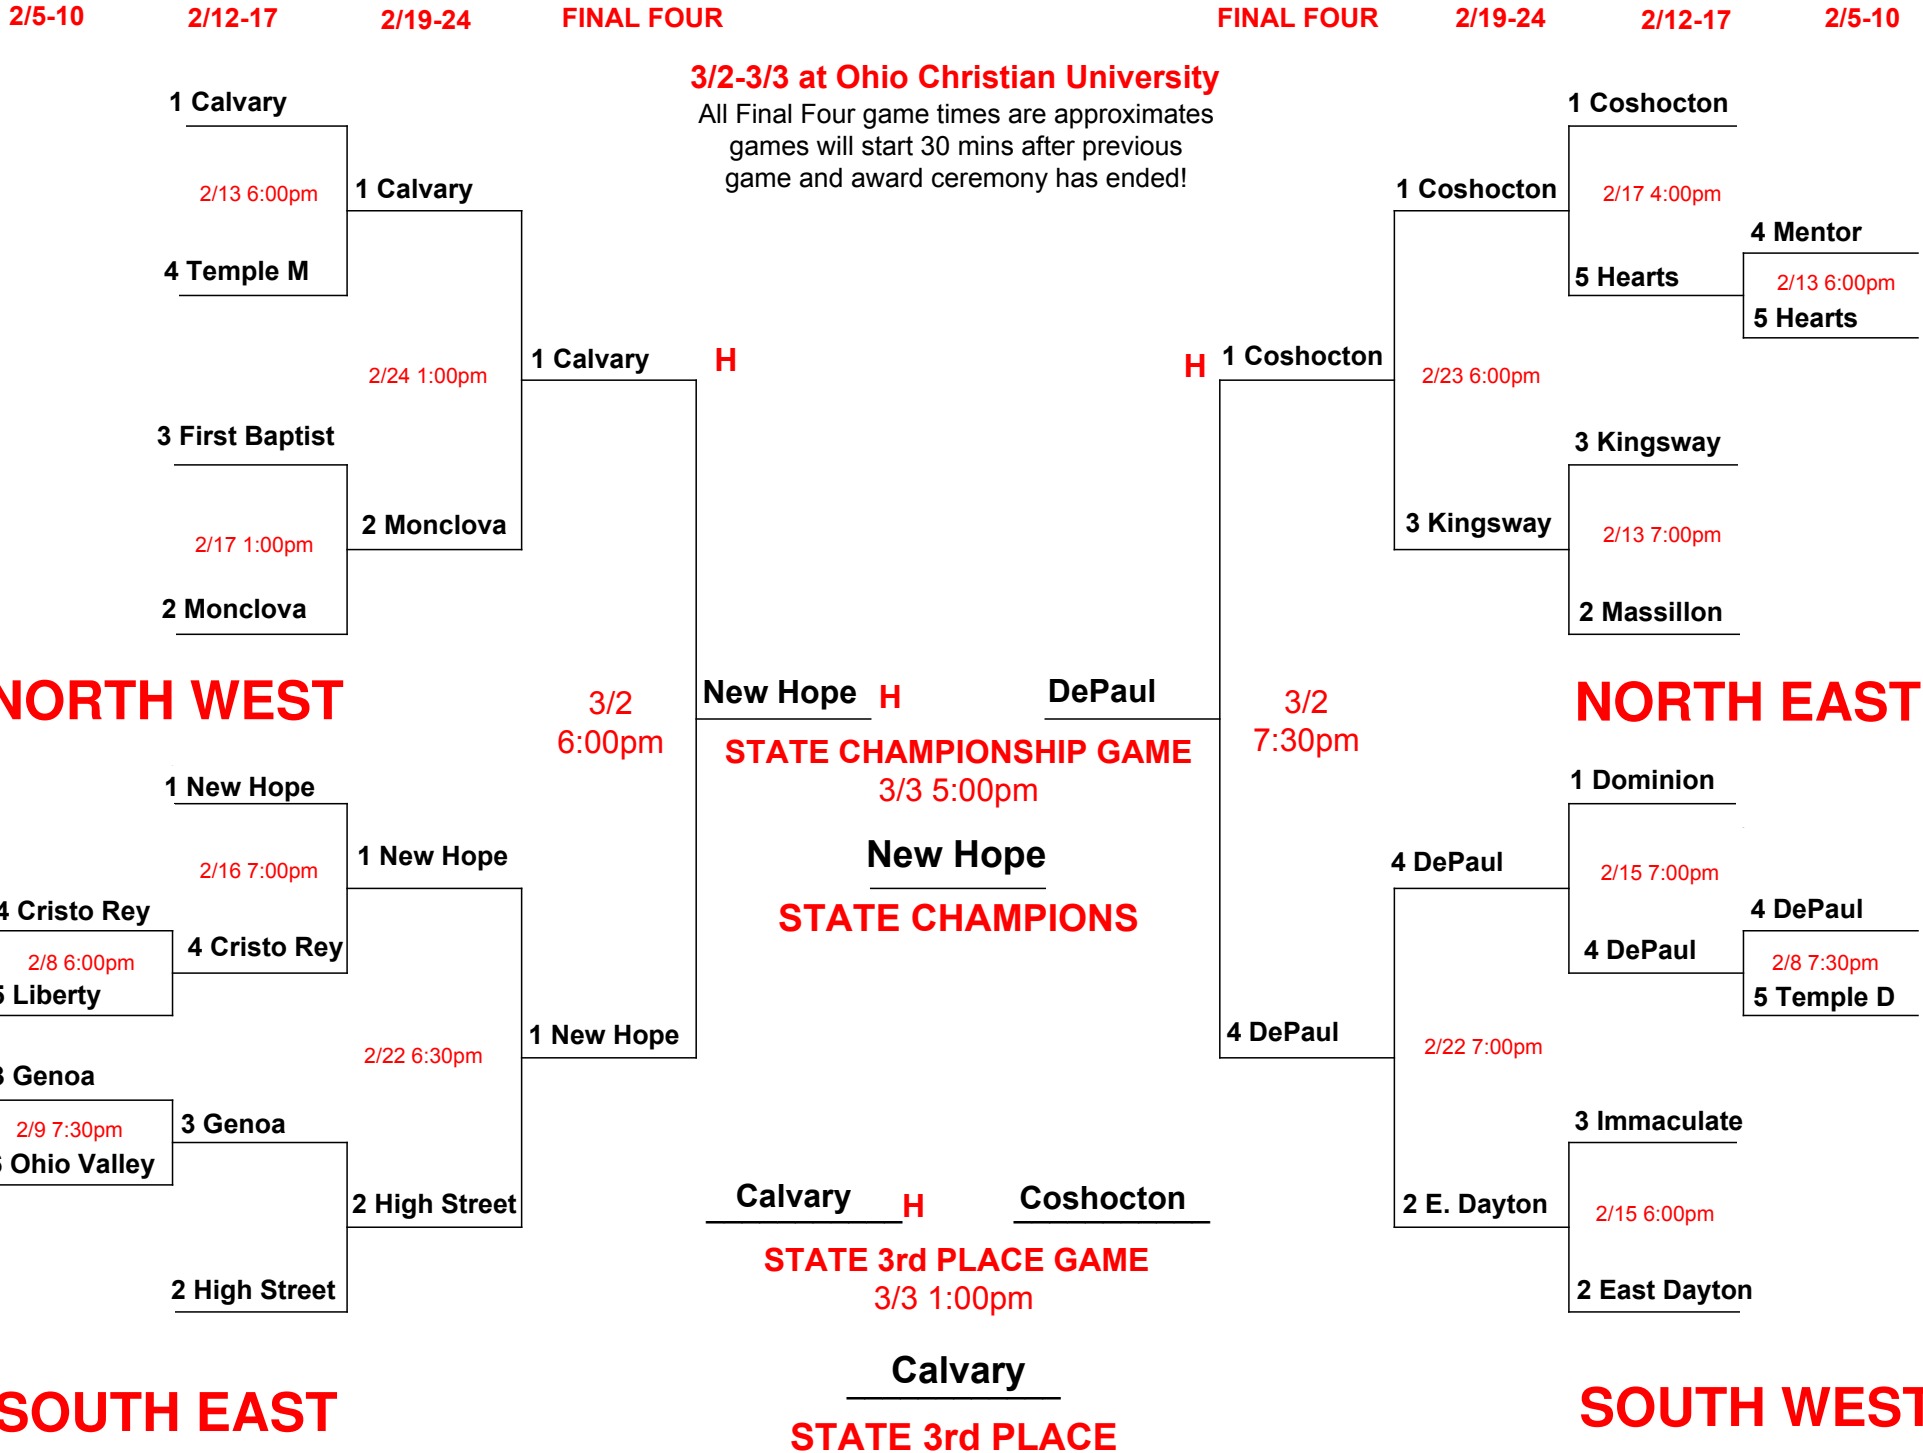 2/5-10 2/12-17 2/19-24 FINAL FOUR FINAL FOUR 2/19-24 2/12-17 2/5-10
3/2-3/3 at Ohio Christian University
All Final Four game times are approximates
games will start 30 mins after previous
game and award ceremony has ended!
1 Calvary
2/13 6:00pm
4 Temple M
1 Calvary
2/24 1:00pm
3 First Baptist
2/17 1:00pm
2 Monclova
2 Monclova
1 Calvary
H
NORTH WEST
1 Coshocton
2/17 4:00pm
4 Mentor
2/13 6:00pm
5 Hearts
5 Hearts
1 Coshocton
2/23 6:00pm
3 Kingsway
2/13 7:00pm
2 Massillon
3 Kingsway
H
1 Coshocton
NORTH EAST
3/2
6:00pm
New Hope H
DePaul
3/2
7:30pm
STATE CHAMPIONSHIP GAME
3/3 5:00pm
New Hope
STATE CHAMPIONS
1 New Hope
2/16 7:00pm
4 Cristo Rey
2/8 6:00pm
5 Liberty
4 Cristo Rey
1 New Hope
2/22 6:30pm
3 Genoa
2/9 7:30pm
6 Ohio Valley
3 Genoa
2 High Street
2 High Street
1 New Hope
SOUTH EAST
1 Dominion
2/15 7:00pm
4 DePaul
2/8 7:30pm
5 Temple D
4 DePaul
4 DePaul
2/22 7:00pm
3 Immaculate
2/15 6:00pm
2 East Dayton
2 E. Dayton
4 DePaul
SOUTH WEST
Calvary H
Coshocton
STATE 3rd PLACE GAME
3/3 1:00pm
Calvary
STATE 3rd PLACE